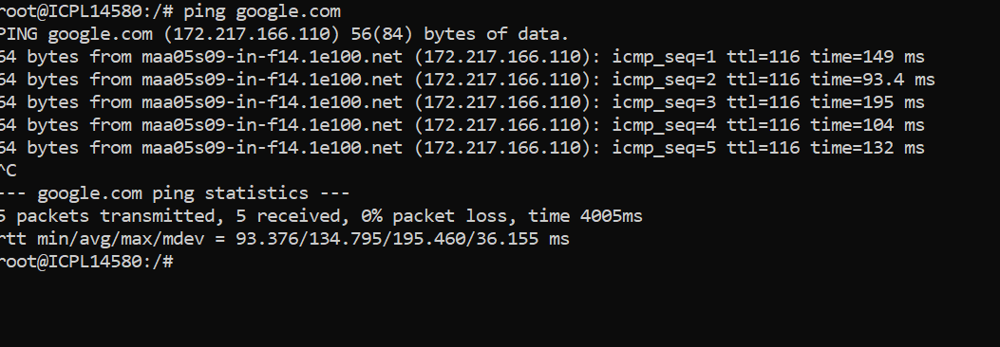 root@ICPL14580:/# ping google.com
PING google.com (172.217.166.110) 56(84) bytes of data.
64 bytes from maa05s09-in-f14.1e100.net (172.217.166.110): icmp_seq=1 ttl=116 time=149 ms
64 bytes from maa05s09-in-f14.1e100.net (172.217.166.110): icmp_seq=2 ttl=116 time=93.4 ms
64 bytes from maa05s09-in-f14.1e100.net (172.217.166.110): icmp_seq=3 ttl=116 time=195 ms
64 bytes from maa05s09-in-f14.1e100.net (172.217.166.110): icmp_seq=4 ttl=116 time=104 ms
64 bytes from maa05s09-in-f14.1e100.net (172.217.166.110): icmp_seq=5 ttl=116 time=132 ms
^C
--- google.com ping statistics ---
5 packets transmitted, 5 received, 0% packet loss, time 4005ms
rtt min/avg/max/mdev = 93.376/134.795/195.460/36.155 ms
root@ICPL14580:/#